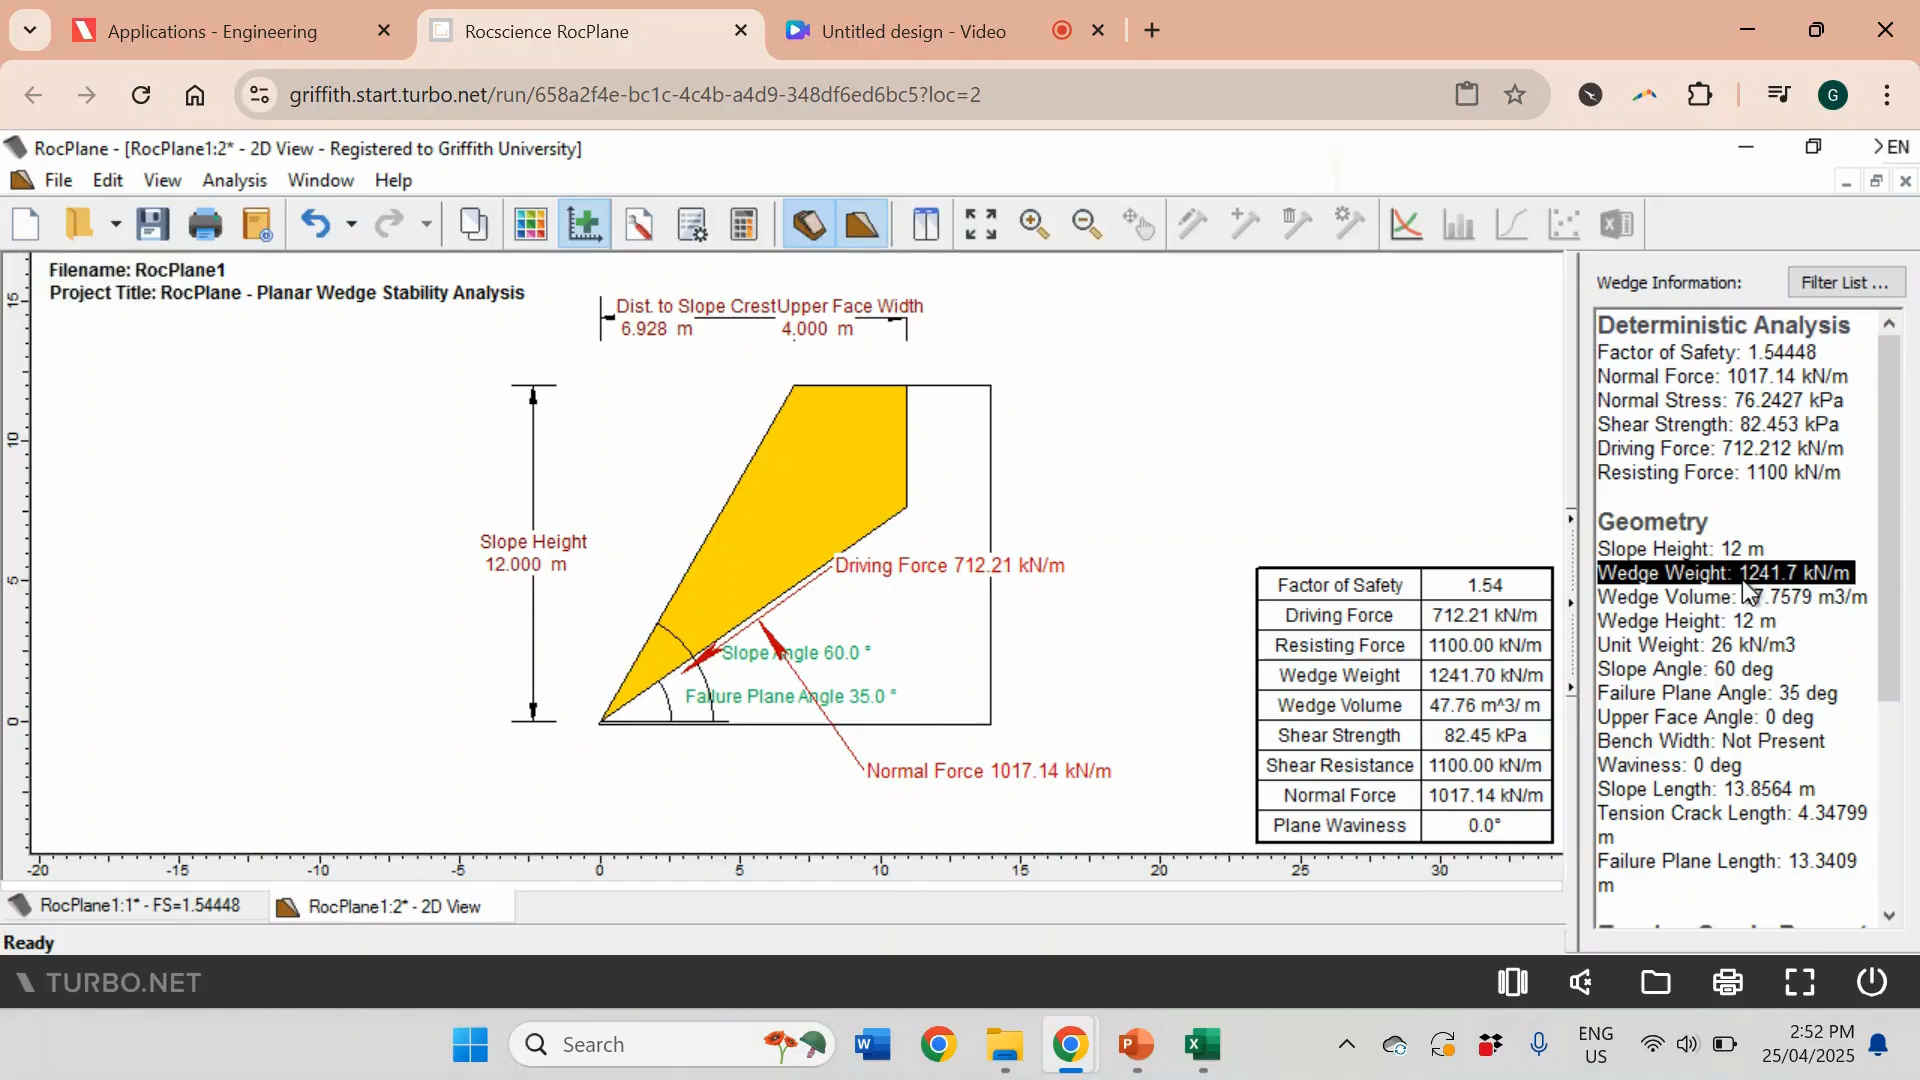 Applications - Engineering
Rocscience RocPlane
Untitled design - Video
griffith.start.turbo.net/run/658a2f4e-bc1c-4c4b-a4d9-348df6ed6bc5?loc=2
G
RocPlane - [RocPlane1:2* - 2D View - Registered to Griffith University]
EN
File Edit View Analysis Window Help
Filename: RocPlane1
Project Title: RocPlane - Planar Wedge Stability Analysis
Dist. to Slope Crest Upper Face Width
6.928 m 4.000 m
Slope Height
12.000 m
Driving Force 712.21 kN/m
Slope Angle 60.0 °
Failure Plane Angle 35.0 °
Normal Force 1017.14 kN/m
15
10
5
0
-20 -15 -10 -5 0 5 10 15 20 25 30
Factor of Safety 1.54
Driving Force 712.21 kN/m
Resisting Force 1100.00 kN/m
Wedge Weight 1241.70 kN/m
Wedge Volume 47.76 m^3/ m
Shear Strength 82.45 kPa
Shear Resistance 1100.00 kN/m
Normal Force 1017.14 kN/m
Plane Waviness 0.0°
Wedge Information: Filter List ...
Deterministic Analysis
Factor of Safety: 1.54448
Normal Force: 1017.14 kN/m
Normal Stress: 76.2427 kPa
Shear Strength: 82.453 kPa
Driving Force: 712.212 kN/m
Resisting Force: 1100 kN/m
Geometry
Slope Height: 12 m
Wedge Weight: 1241.7 kN/m
Wedge Volume: 7.7579 m3/m
Wedge Height: 12 m
Unit Weight: 26 kN/m3
Slope Angle: 60 deg
Failure Plane Angle: 35 deg
Upper Face Angle: 0 deg
Bench Width: Not Present
Waviness: 0 deg
Slope Length: 13.8564 m
Tension Crack Length: 4.34799
m
Failure Plane Length: 13.3409
m
RocPlane1:1* - FS=1.54448
RocPlane1:2* - 2D View
Ready
TURBO.NET
Search
ENG
US
2:52 PM
25/04/2025